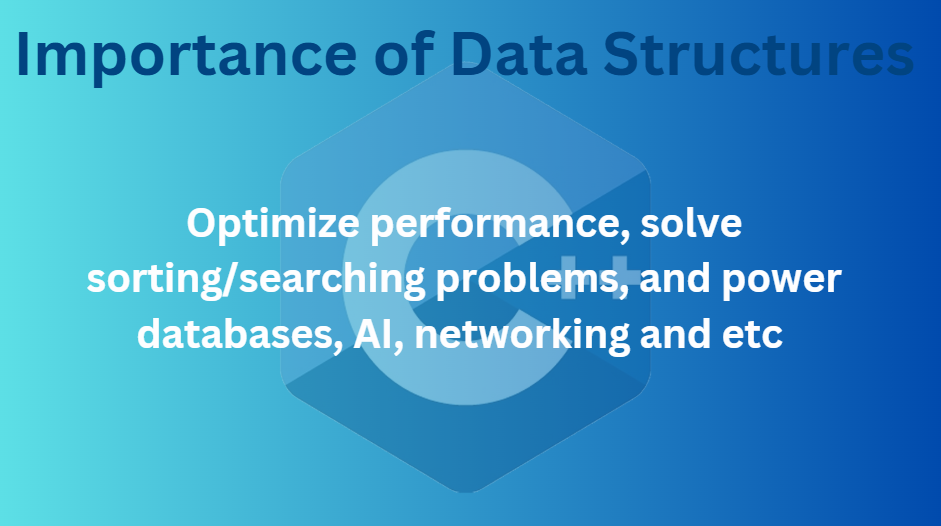 Importance of Data Structures
Optimize performance, solve
sorting/searching problems, and power
databases, AI, networking and etc
C++